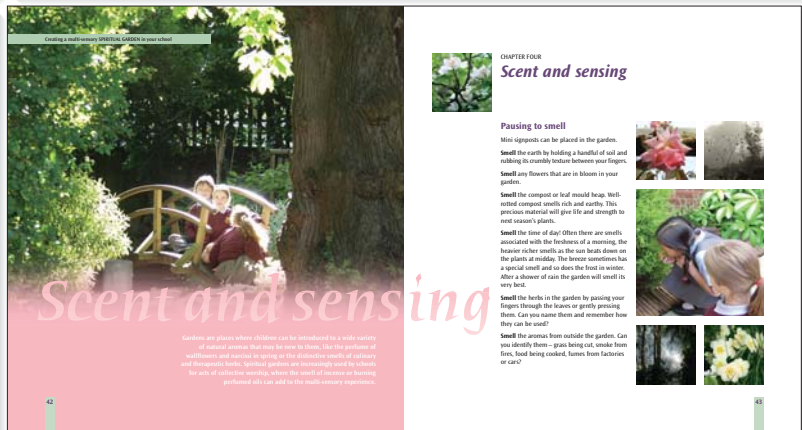 Creating a multi-sensory SPIRITUAL GARDEN in your school
Scent and sensing
Gardens are places where children can be introduced to a wide variety
of natural aromas that may be new to them, like the perfume of
wallflowers and narcissi in spring or the distinctive smells of culinary
and therapeutic herbs. Spiritual gardens are increasingly used by schools
for acts of collective worship, where the smell of incense or burning
perfumed oils can add to the multi-sensory experience.
42
CHAPTER FOUR
Scent and sensing
Pausing to smell
Mini signposts can be placed in the garden.
Smell the earth by holding a handful of soil and
rubbing its crumbly texture between your fingers.
Smell any flowers that are in bloom in your
garden.
Smell the compost or leaf mould heap. Well-
rotted compost smells rich and earthy. This
precious material will give life and strength to
next season's plants.
Smell the time of day! Often there are smells
associated with the freshness of a morning, the
heavier richer smells as the sun beats down on
the plants at midday. The breeze sometimes has
a special smell and so does the frost in winter.
After a shower of rain the garden will smell its
very best.
Smell the herbs in the garden by passing your
fingers through the leaves or gently pressing
them. Can you name them and remember how
they can be used?
Smell the aromas from outside the garden. Can
you identify them – grass being cut, smoke from
fires, food being cooked, fumes from factories
or cars?
43